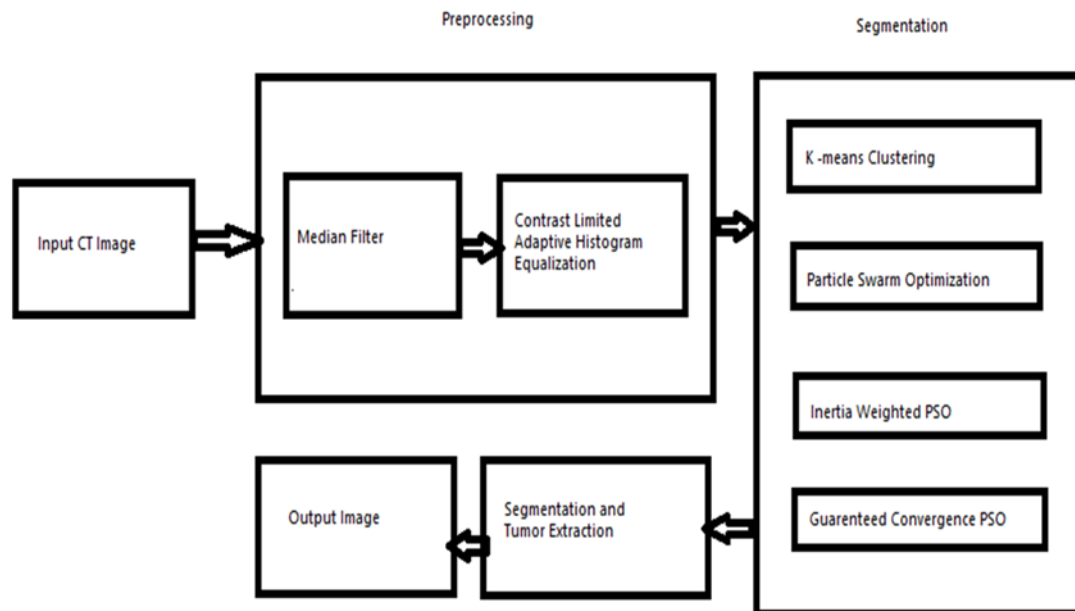 Preprocessing
Segmentation
Input CT Image
Median Filter
.
Contrast Limited
Adaptive Histogram
Equalization
K -means Clustering
Particle Swarm Optimization
Inertia Weighted PSO
Guarenteed Convergence PSO
Segmentation and
Tumor Extraction
Output Image